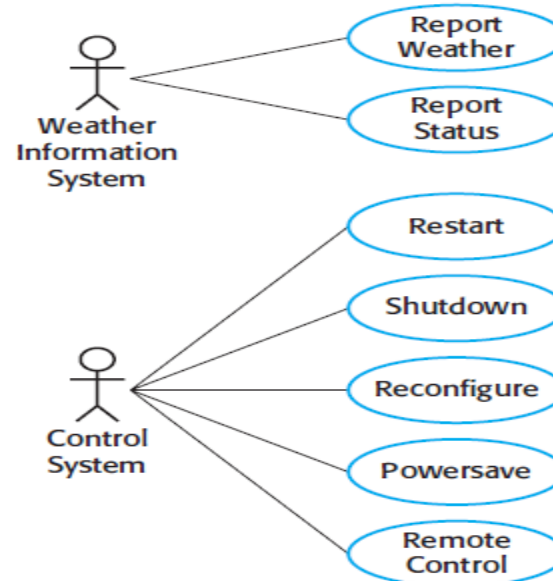 Report
Weather
Report
Status
Weather
Information
System
Restart
Shutdown
Reconfigure
Control
System
Powersave
Remote
Control